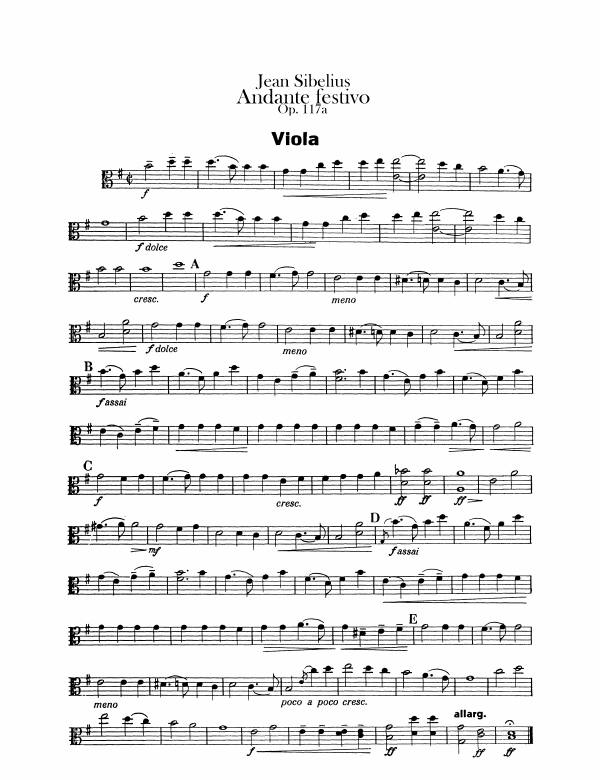 Jean Sibelius
Andante festivo
Op. 117a
Viola
f
f dolce
A
cresc. f meno
f dolce meno
B
f assai
C
f cresc. ff ff ff
D
mf f assai
E
meno poco a poco cresc.
allarg.
f ff ff ff